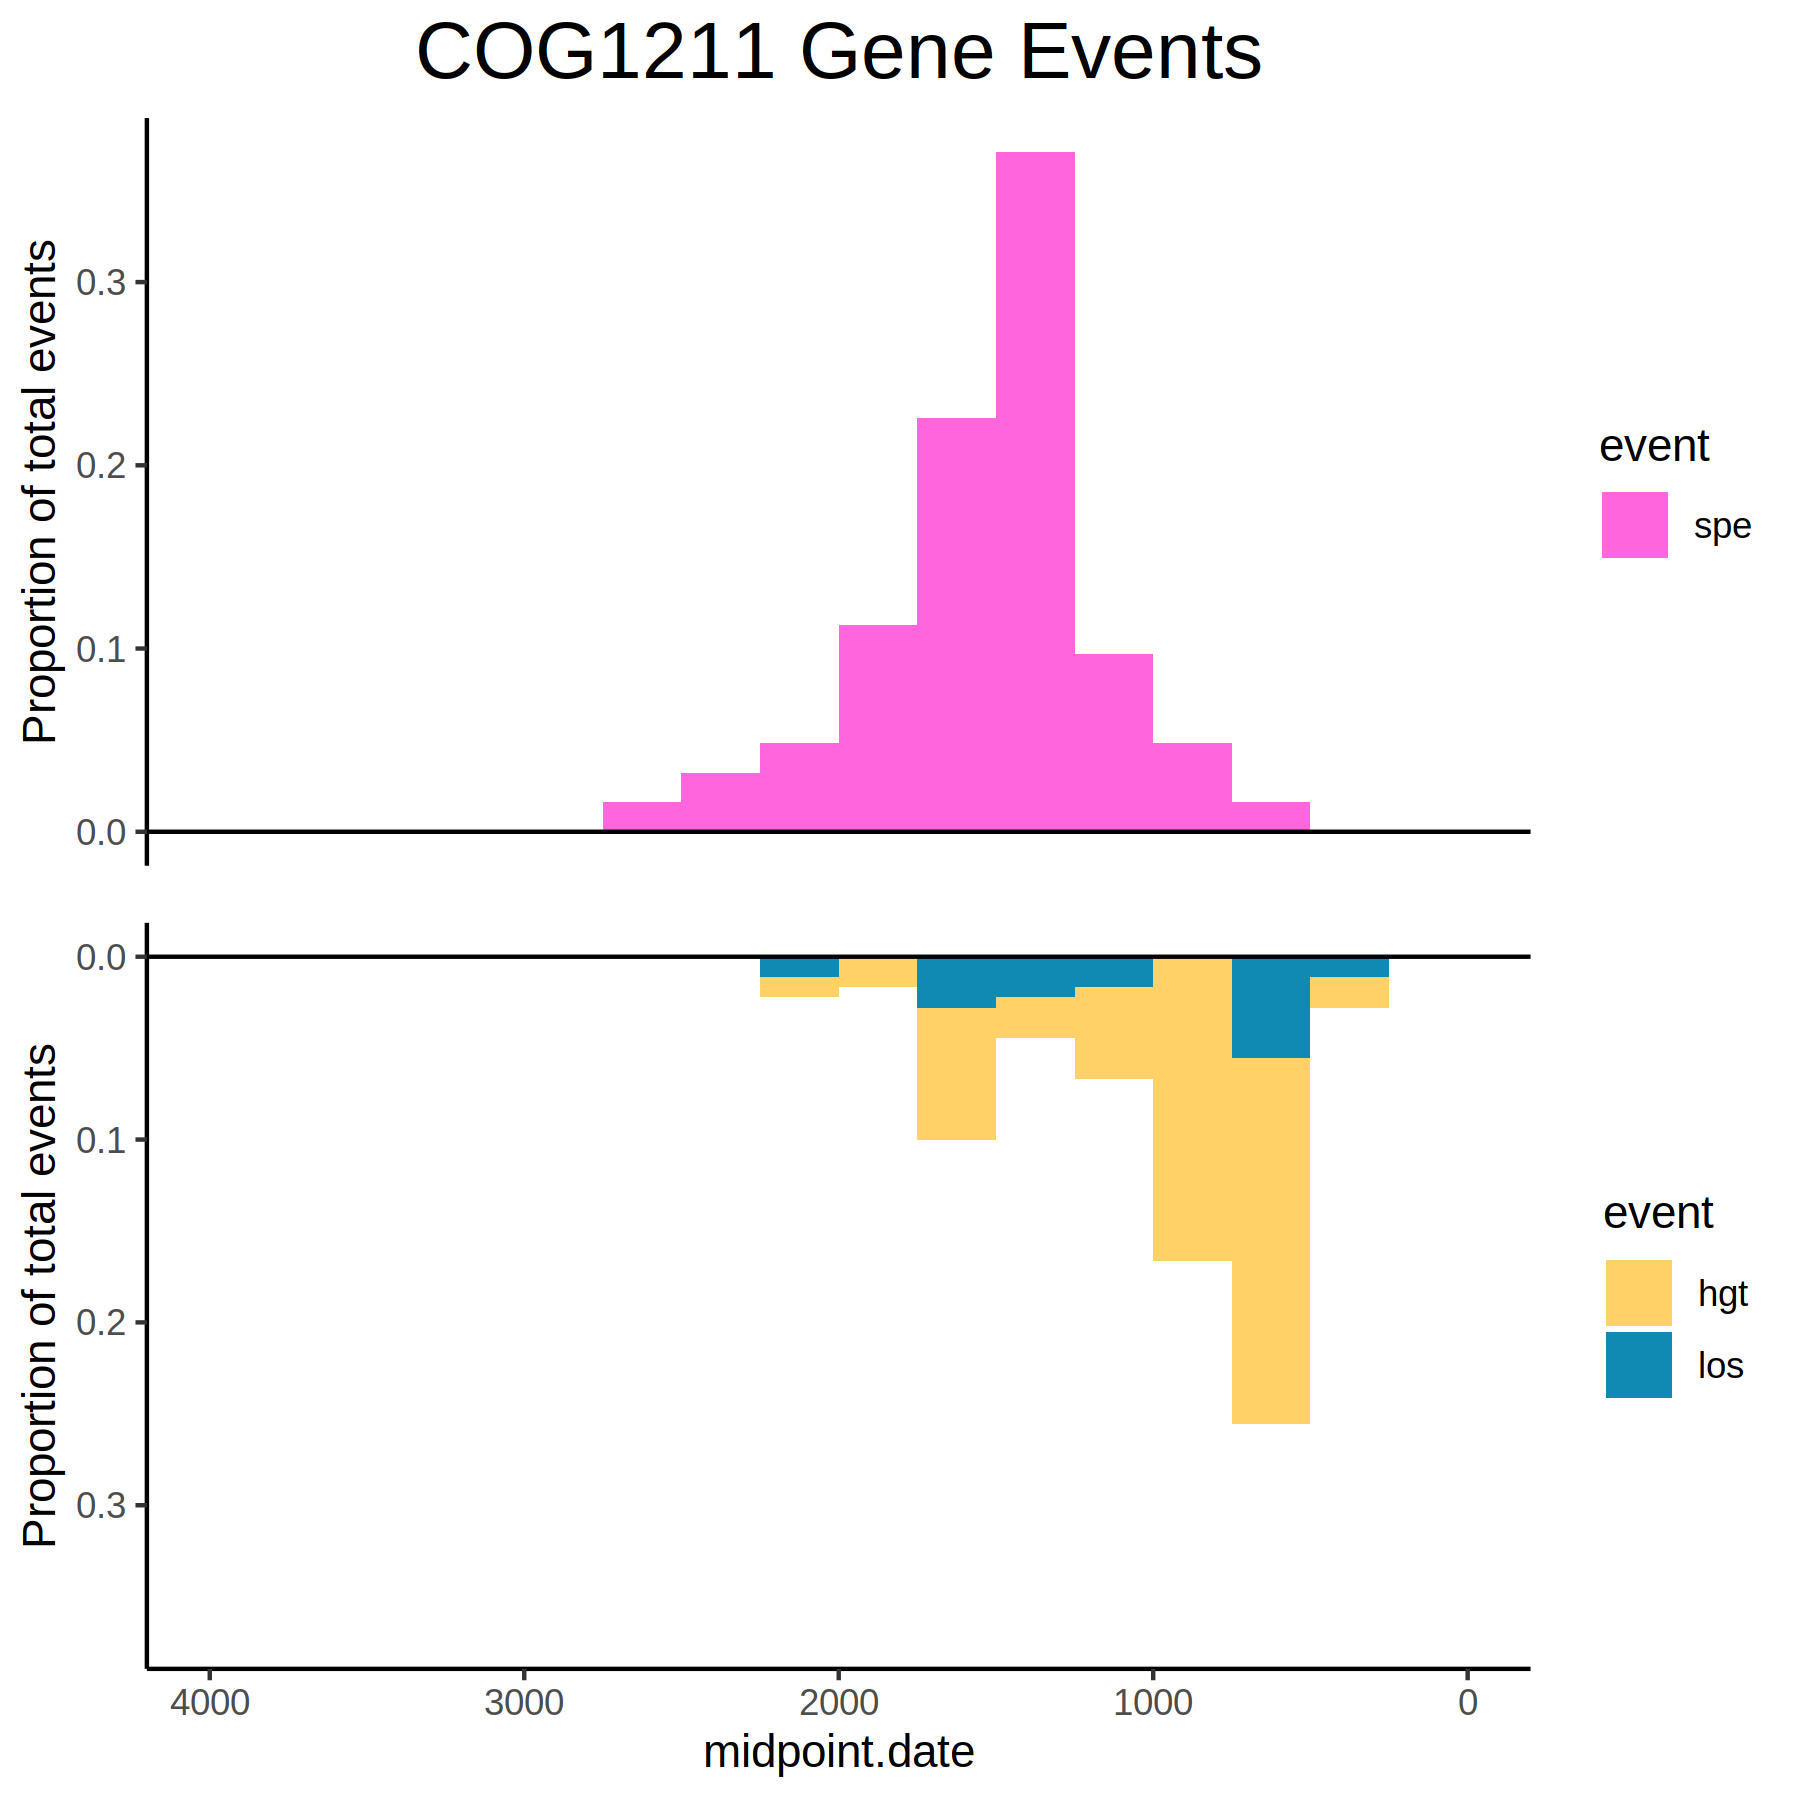 COG1211 Gene Events
Proportion of total events
0.3
0.2
0.1
0.0
event
spe
Proportion of total events
0.0
0.1
0.2
0.3
event
hgt
los
4000 3000 2000 1000 0
midpoint.date